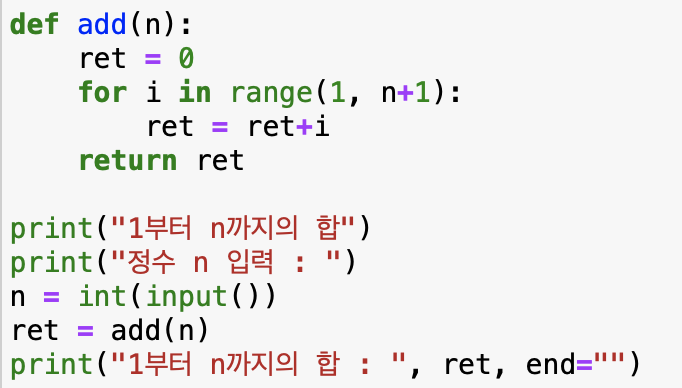 def add(n):
    ret = 0
    for i in range(1, n+1):
        ret = ret+i
    return ret

print("1부터 n까지의 합")
print("정수 n 입력 : ")
n = int(input())
ret = add(n)
print("1부터 n까지의 합 : ", ret, end="")